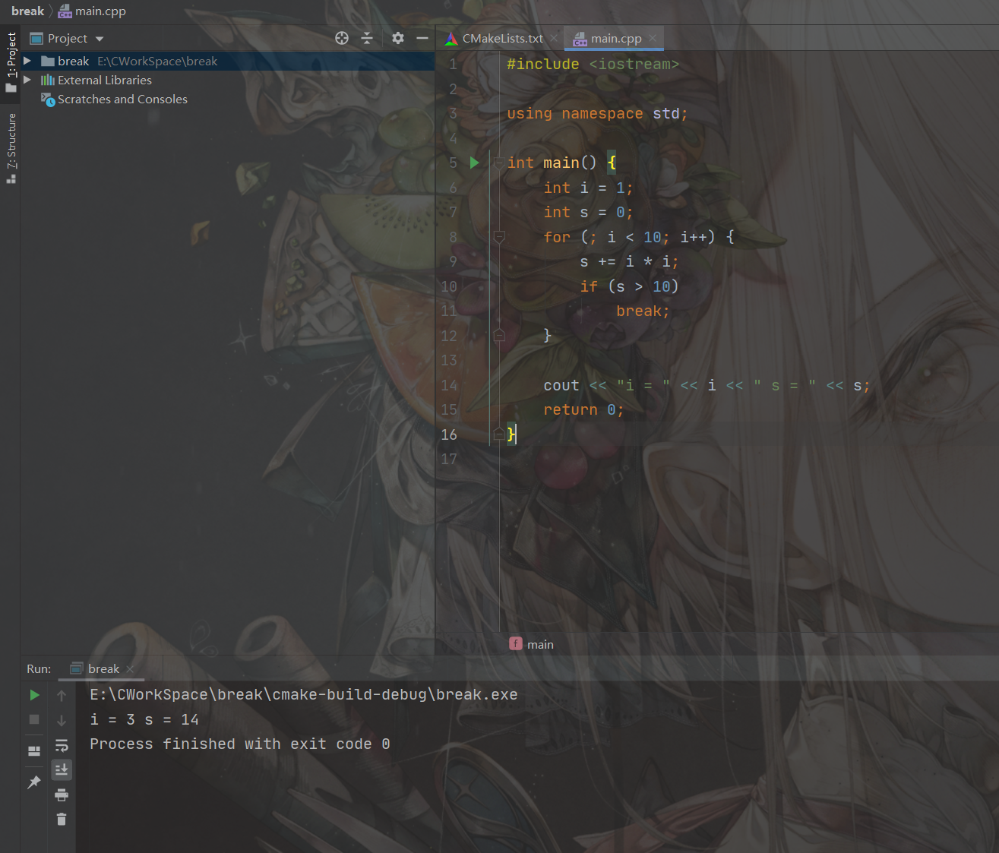 break main.cpp
1: Project
7: Structure
Project
break E:\CWorkSpace\break
External Libraries
Scratches and Consoles
CMakeLists.txt main.cpp
1 #include <iostream>
2
3 using namespace std;
4
5 int main() {
6 int i = 1;
7 int s = 0;
8 for (; i < 10; i++) {
9 s += i * i;
10 if (s > 10)
11 break;
12 }
13
14 cout << "i = " << i << " s = " << s;
15 return 0;
16 }
17
f main
Run: break
E:\CWorkSpace\break\cmake-build-debug\break.exe
i = 3 s = 14
Process finished with exit code 0